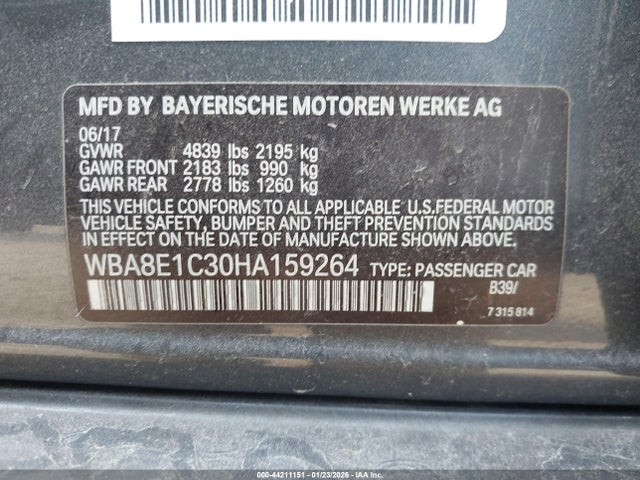 MFD BY BAYERISCHE MOTOREN WERKE AG
06/17
GVWR 4839 lbs 2195 kg
GAWR FRONT 2183 lbs 990 kg
GAWR REAR 2778 lbs 1260 kg
THIS VEHICLE CONFORMS TO ALL APPLICABLE U.S.FEDERAL MOTOR
VEHICLE SAFETY, BUMPER AND THEFT PREVENTION STANDARDS
IN EFFECT ON THE DATE OF MANUFACTURE SHOWN ABOVE.
WBA8E1C30HA159264 TYPE: PASSENGER CAR
B39/
7 315 814
000-44211151 01/23/2026 IAA Inc.